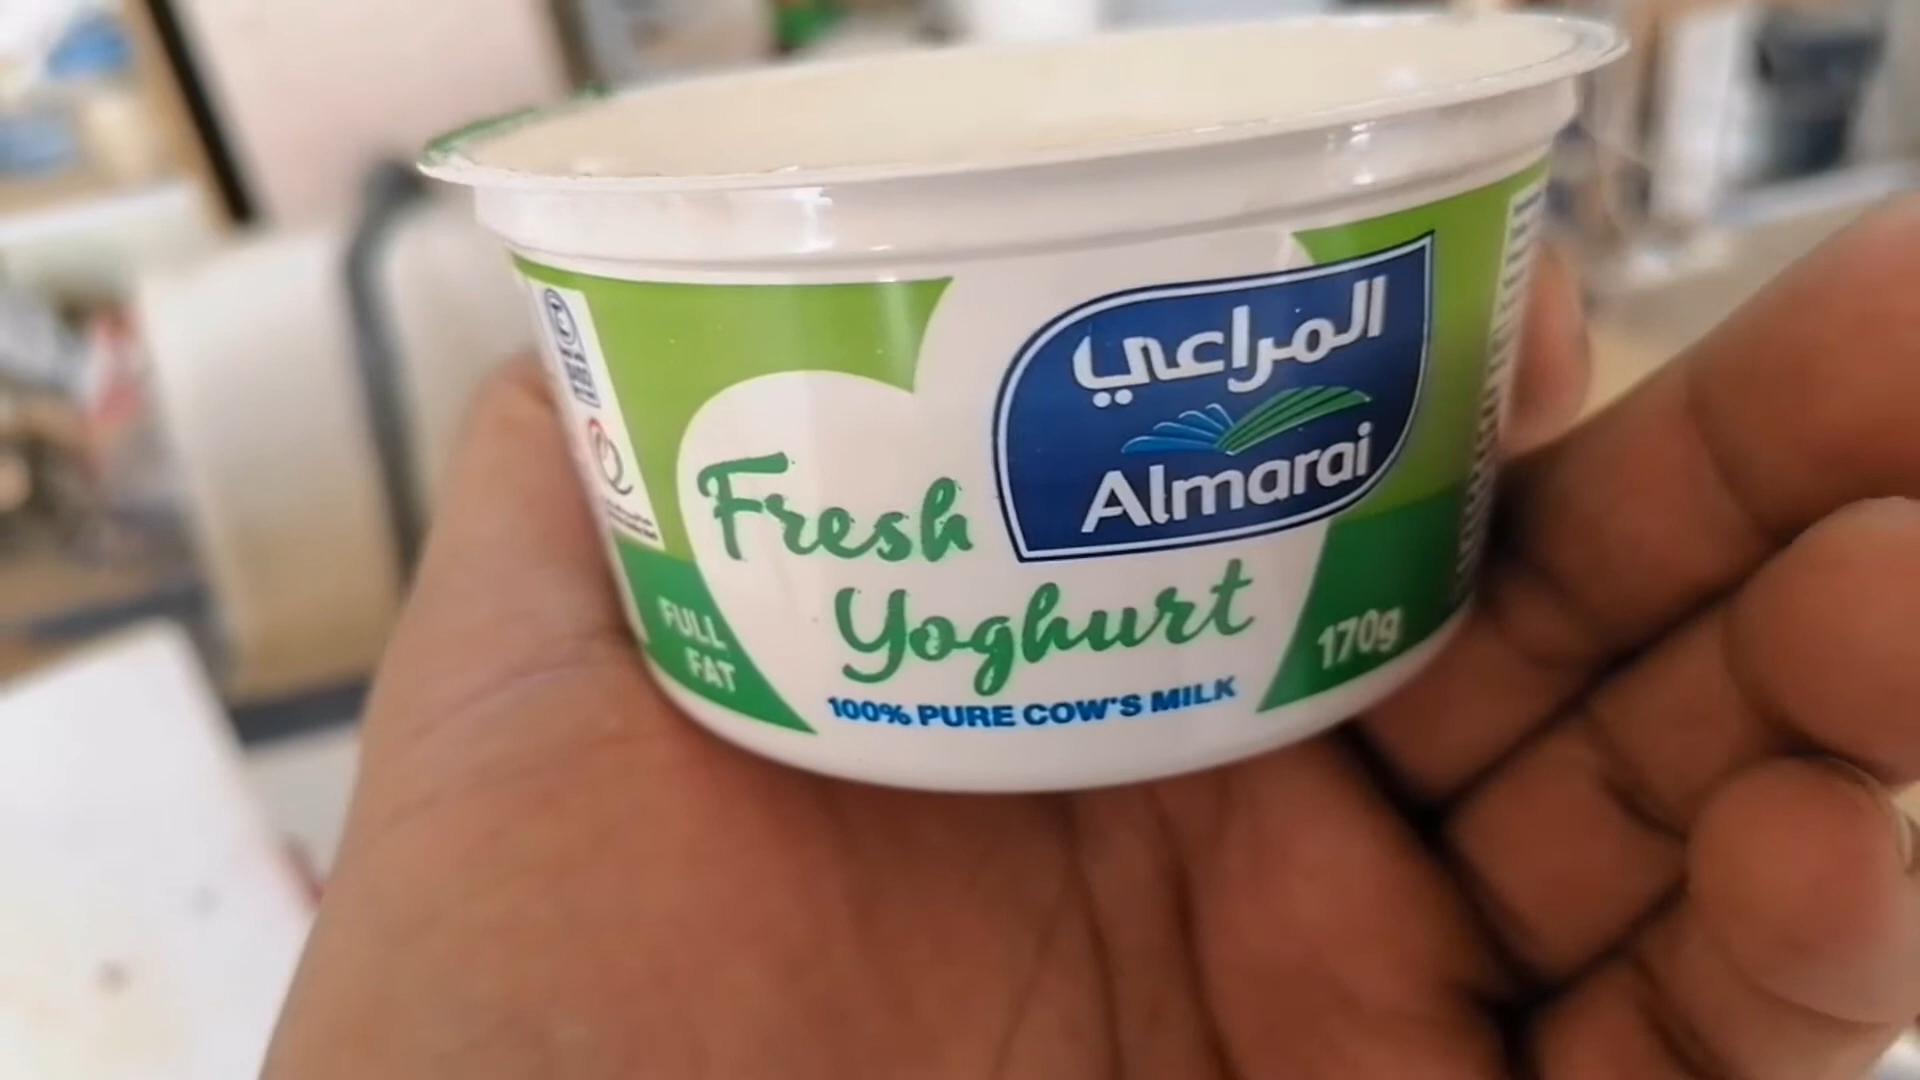 المراعي
Almarai
Fresh
Yoghurt
100% PURE COW'S MILK
FULL
FAT
170g